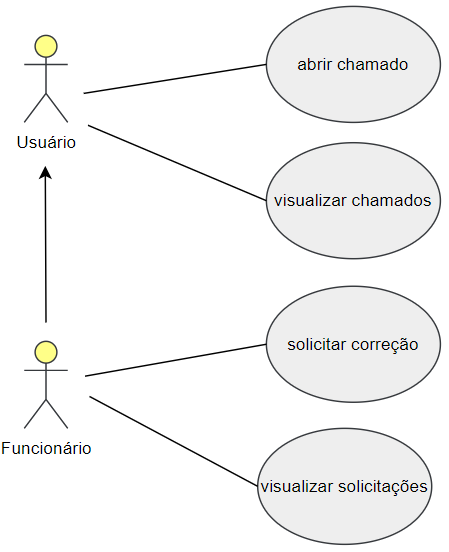 abrir chamado
Usuário
visualizar chamados
solicitar correção
Funcionário
visualizar solicitações